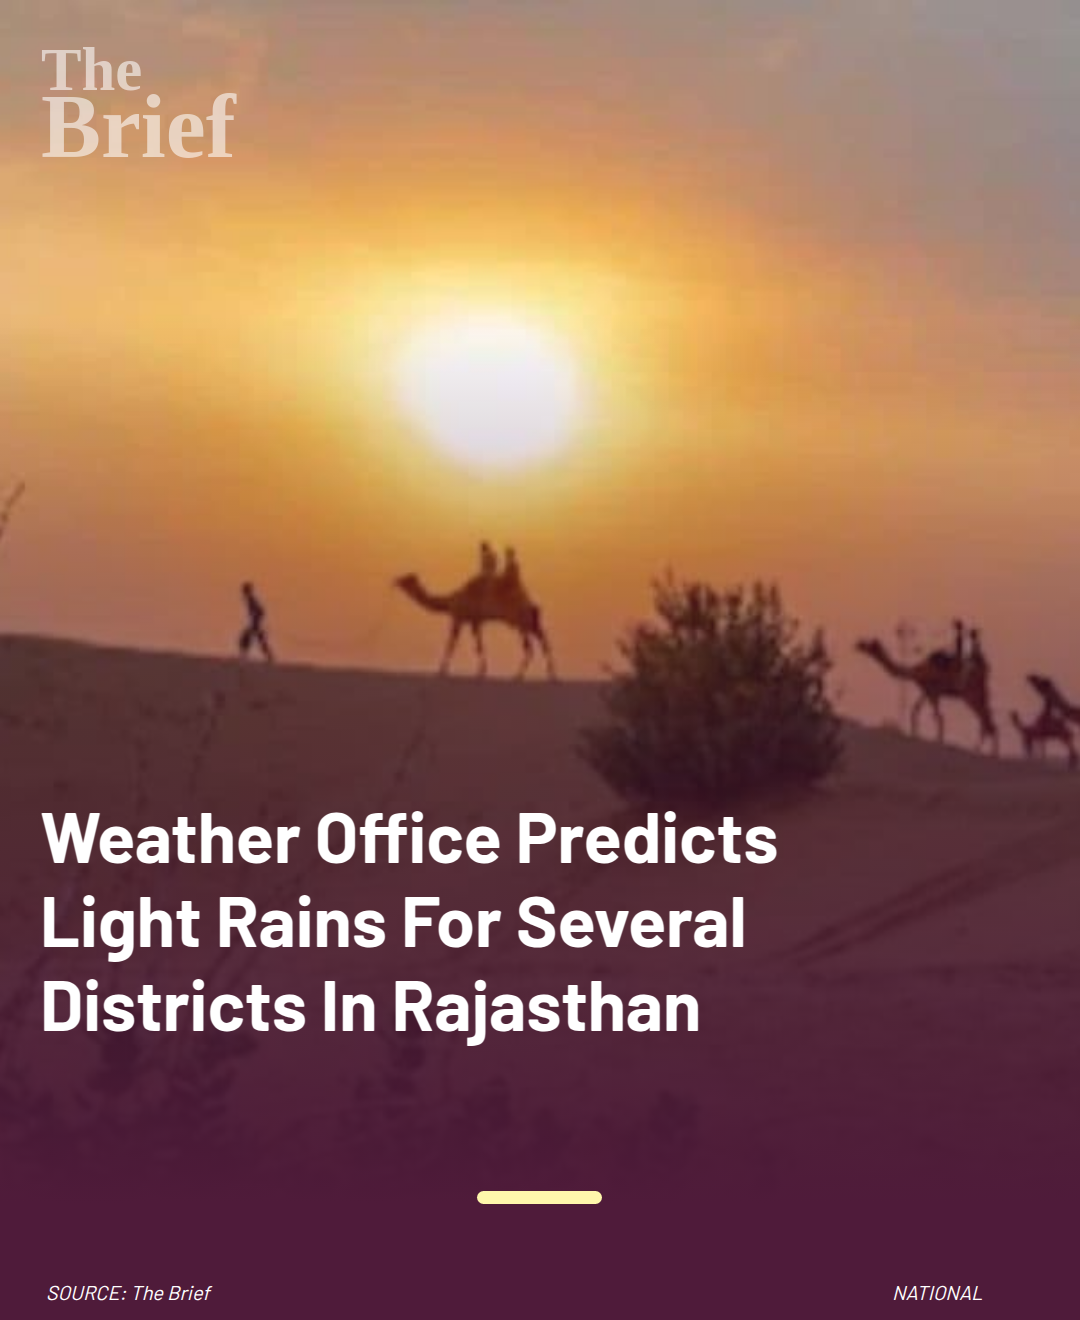 The
Brief
Weather Office Predicts
Light Rains For Several
Districts In Rajasthan
SOURCE: The Brief
NATIONAL